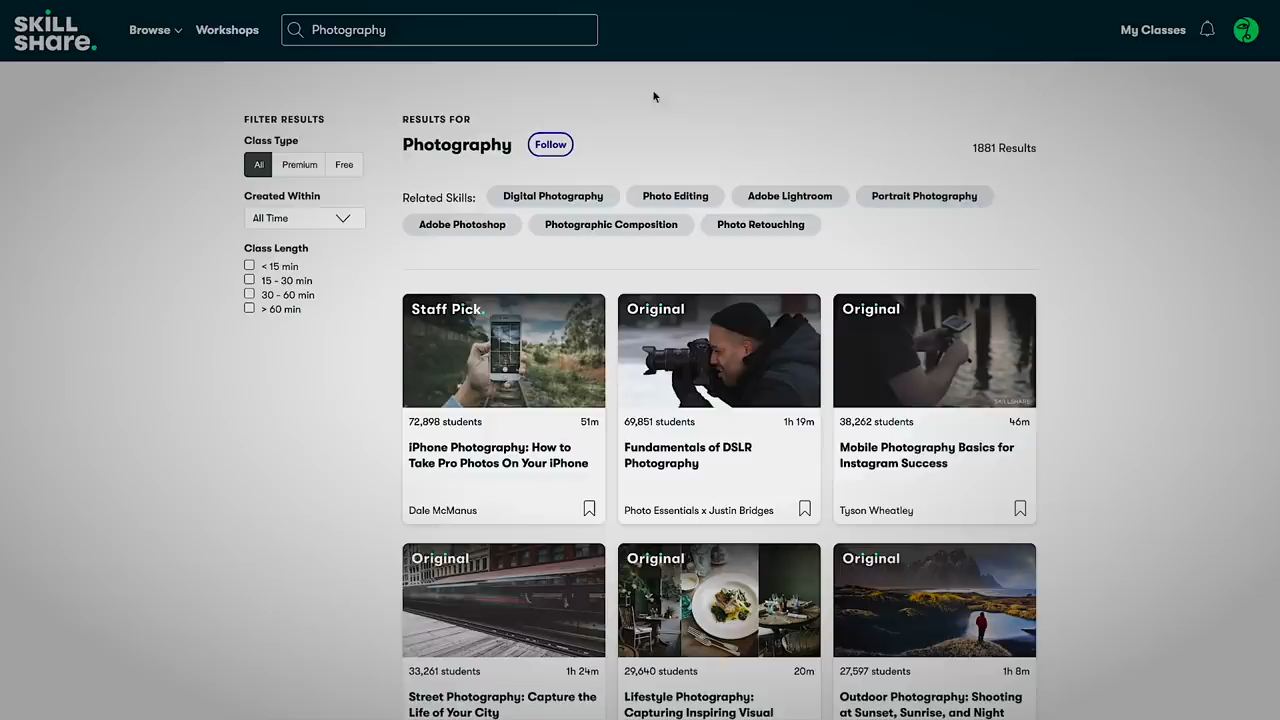 SKILL
SHARE.
Browse
Workshops
Photography
My Classes
FILTER RESULTS
Class Type
All
Premium
Free
Created Within
All Time
Class Length
< 15 min
15 - 30 min
30 - 60 min
> 60 min
RESULTS FOR
Photography
Follow
1881 Results
Related Skills:
Digital Photography
Photo Editing
Adobe Lightroom
Portrait Photography
Adobe Photoshop
Photographic Composition
Photo Retouching
Staff Pick.
72,898 students
51m
iPhone Photography: How to
Take Pro Photos On Your iPhone
Dale McManus
Original
69,851 students
1h 19m
Fundamentals of DSLR
Photography
Photo Essentials x Justin Bridges
Original
SKILLSHARE
38,262 students
46m
Mobile Photography Basics for
Instagram Success
Tyson Wheatley
Original
33,261 students
1h 24m
Street Photography: Capture the
Life of Your City
Original
29,640 students
20m
Lifestyle Photography:
Capturing Inspiring Visual
Original
27,597 students
1h 8m
Outdoor Photography: Shooting
at Sunset, Sunrise, and Night